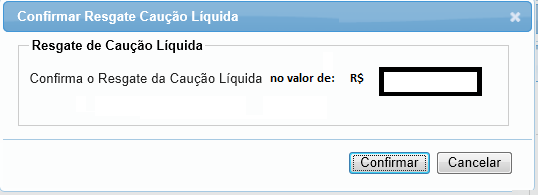 Confirmar Resgate Caução Líquida
Resgate de Caução Líquida
Confirma o Resgate da Caução Líquida no valor de: R$
Confirmar Cancelar